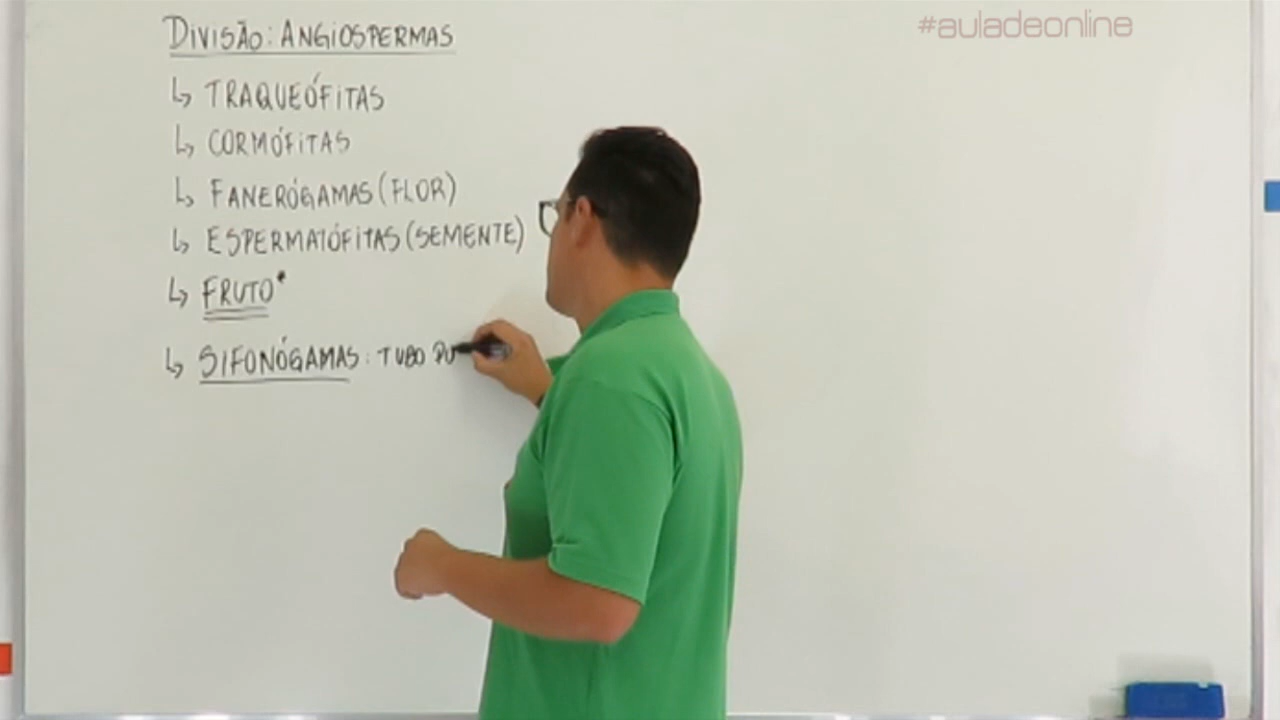 #auladeonline
DIVISÃO: ANGIOSPERMAS
↳ TRAQUEÓFITAS
↳ CORMÓFITAS
↳ FANERÓGAMAS (FLOR)
↳ ESPERMATÓFITAS (SEMENTE)
↳ FRUTO*
↳ SIFONÓGAMAS: TUBO